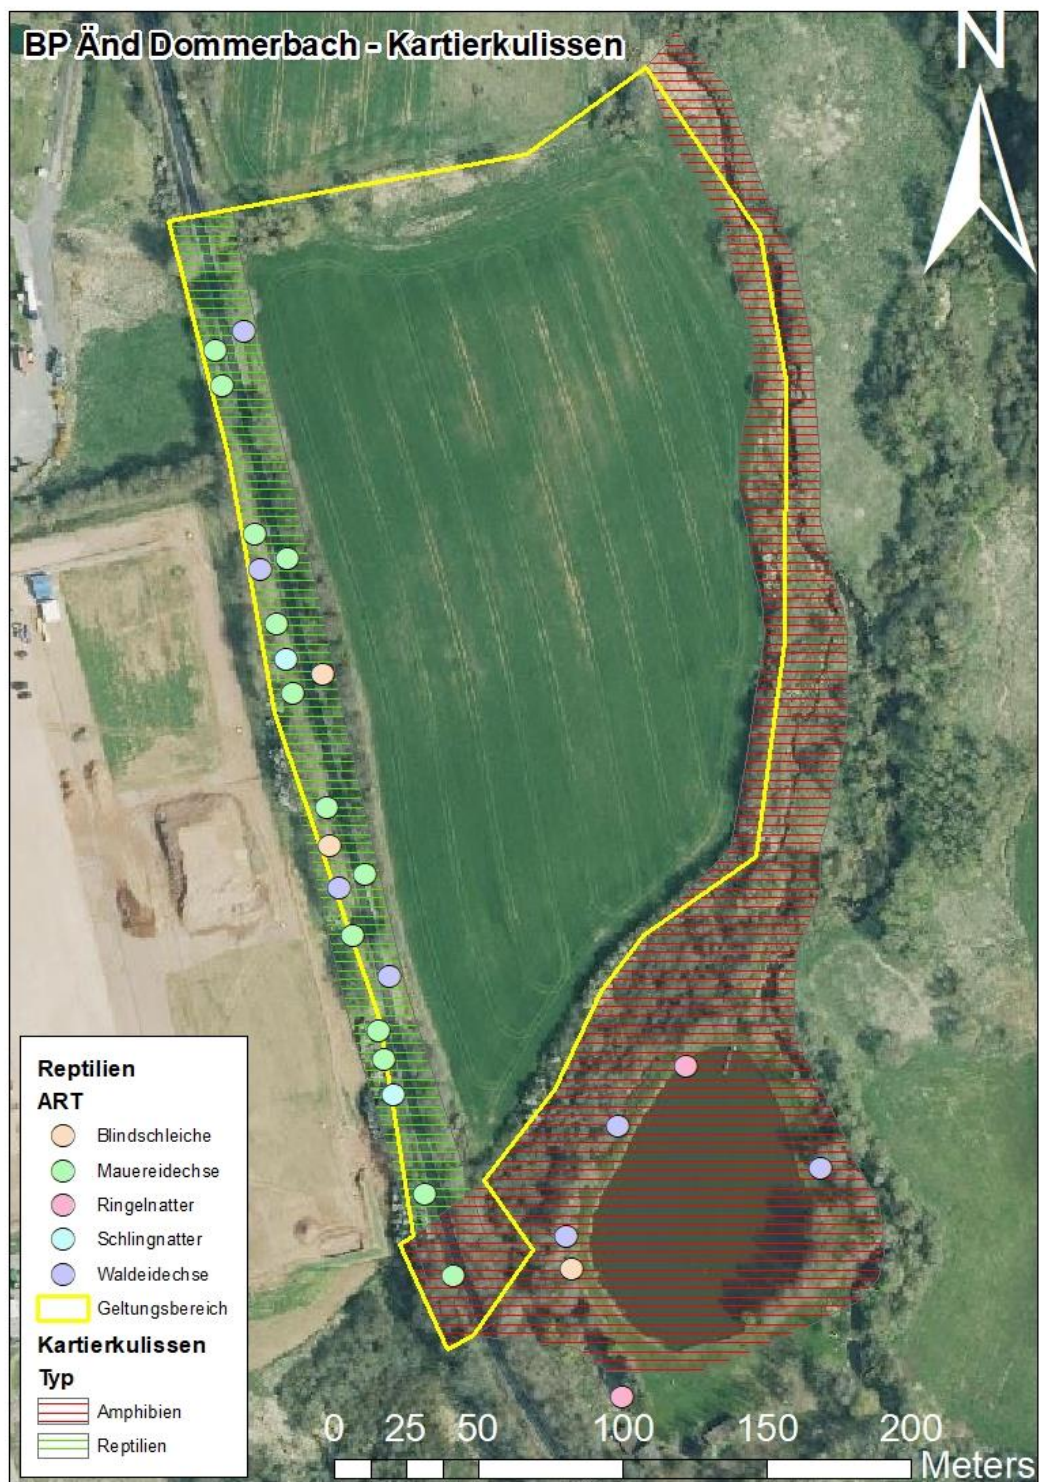 BP Änd Dommerbach - Kartierkulissen
N
Reptilien
ART
Blindschleiche
Mauereidechse
Ringelnatter
Schlingnatter
Waldeidechse
Geltungsbereich
Kartierkulissen
Typ
Amphibien
Reptilien
0 25 50 100 150 200
Meters